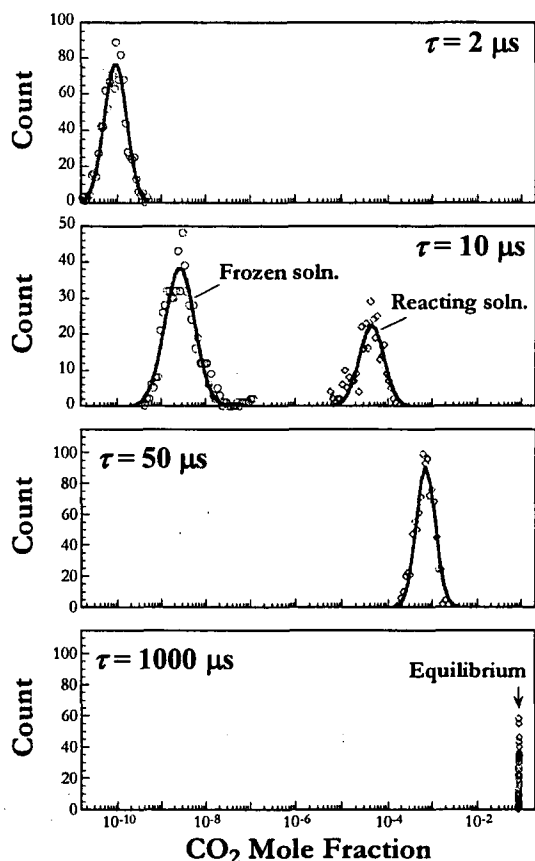 τ = 2 μs
Count
100
80
60
40
20
0
τ = 10 μs
Count
50
40
30
20
10
0
Frozen soln.
Reacting soln.
τ = 50 μs
Count
100
80
60
40
20
0
τ = 1000 μs
Count
100
80
60
40
20
0
Equilibrium
10⁻¹⁰ 10⁻⁸ 10⁻⁶ 10⁻⁴ 10⁻²
CO₂ Mole Fraction